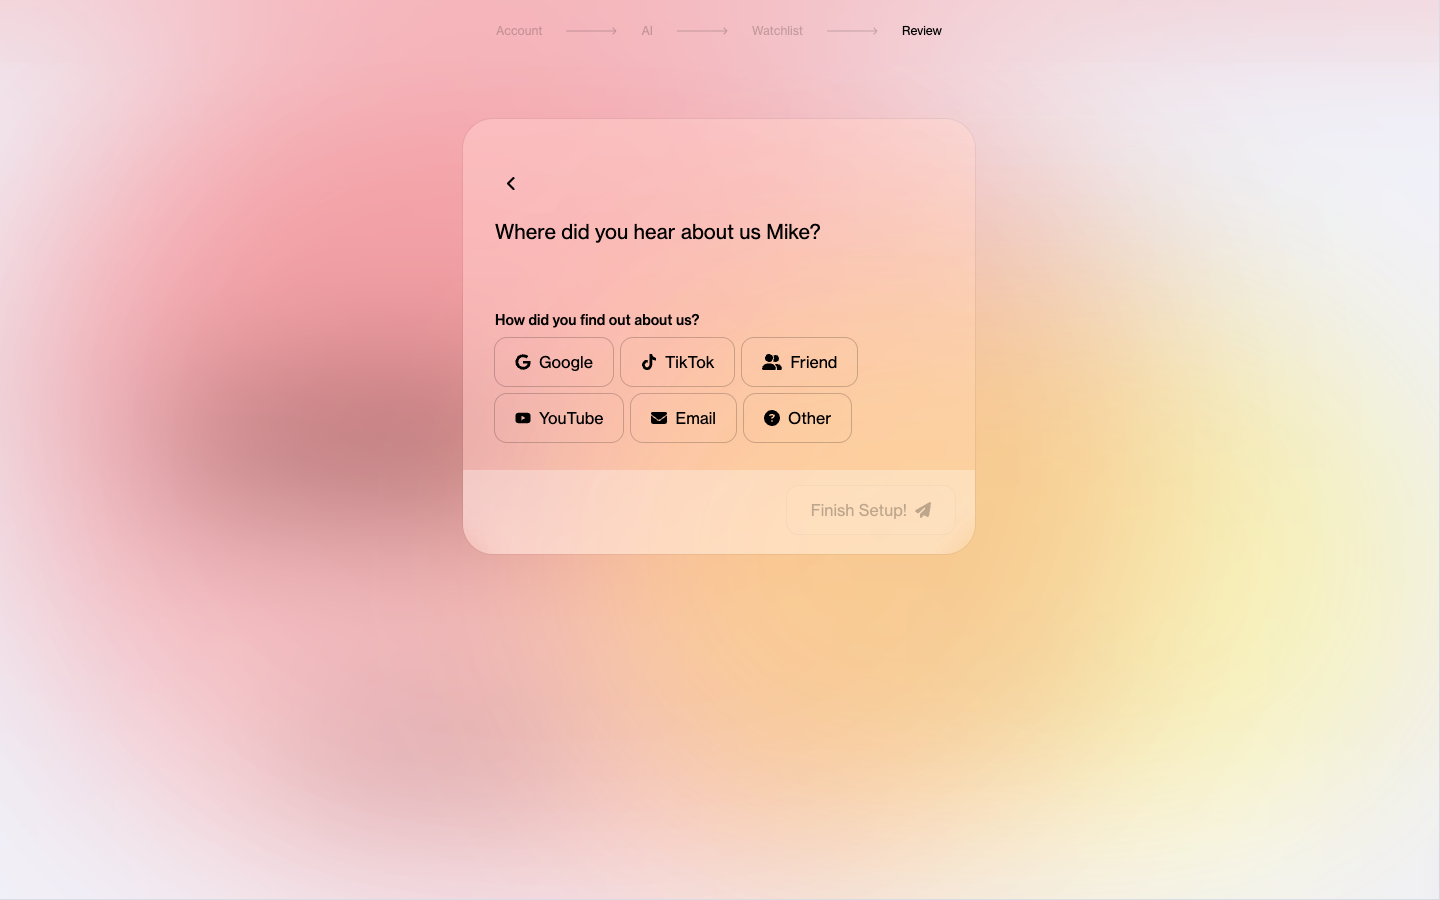 Account AI Watchlist Review
Where did you hear about us Mike?
How did you find out about us?
Google TikTok Friend
YouTube Email Other
Finish Setup!